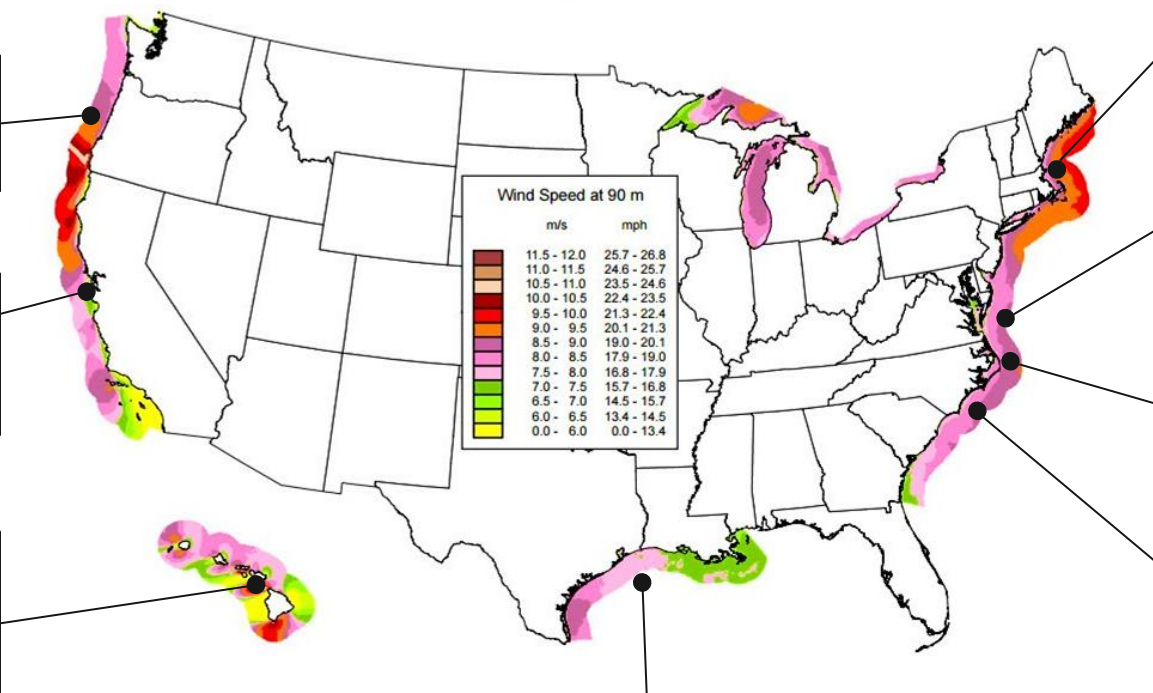 Wind Speed at 90 m
m/s mph
11.5 - 12.0 25.7 - 26.8
11.0 - 11.5 24.6 - 25.7
10.5 - 11.0 23.5 - 24.6
10.0 - 10.5 22.4 - 23.5
9.5 - 10.0 21.3 - 22.4
9.0 - 9.5 20.1 - 21.3
8.5 - 9.0 19.0 - 20.1
8.0 - 8.5 17.9 - 19.0
7.5 - 8.0 16.8 - 17.9
7.0 - 7.5 15.7 - 16.8
6.5 - 7.0 14.5 - 15.7
6.0 - 6.5 13.4 - 14.5
0.0 - 6.0 0.0 - 13.4